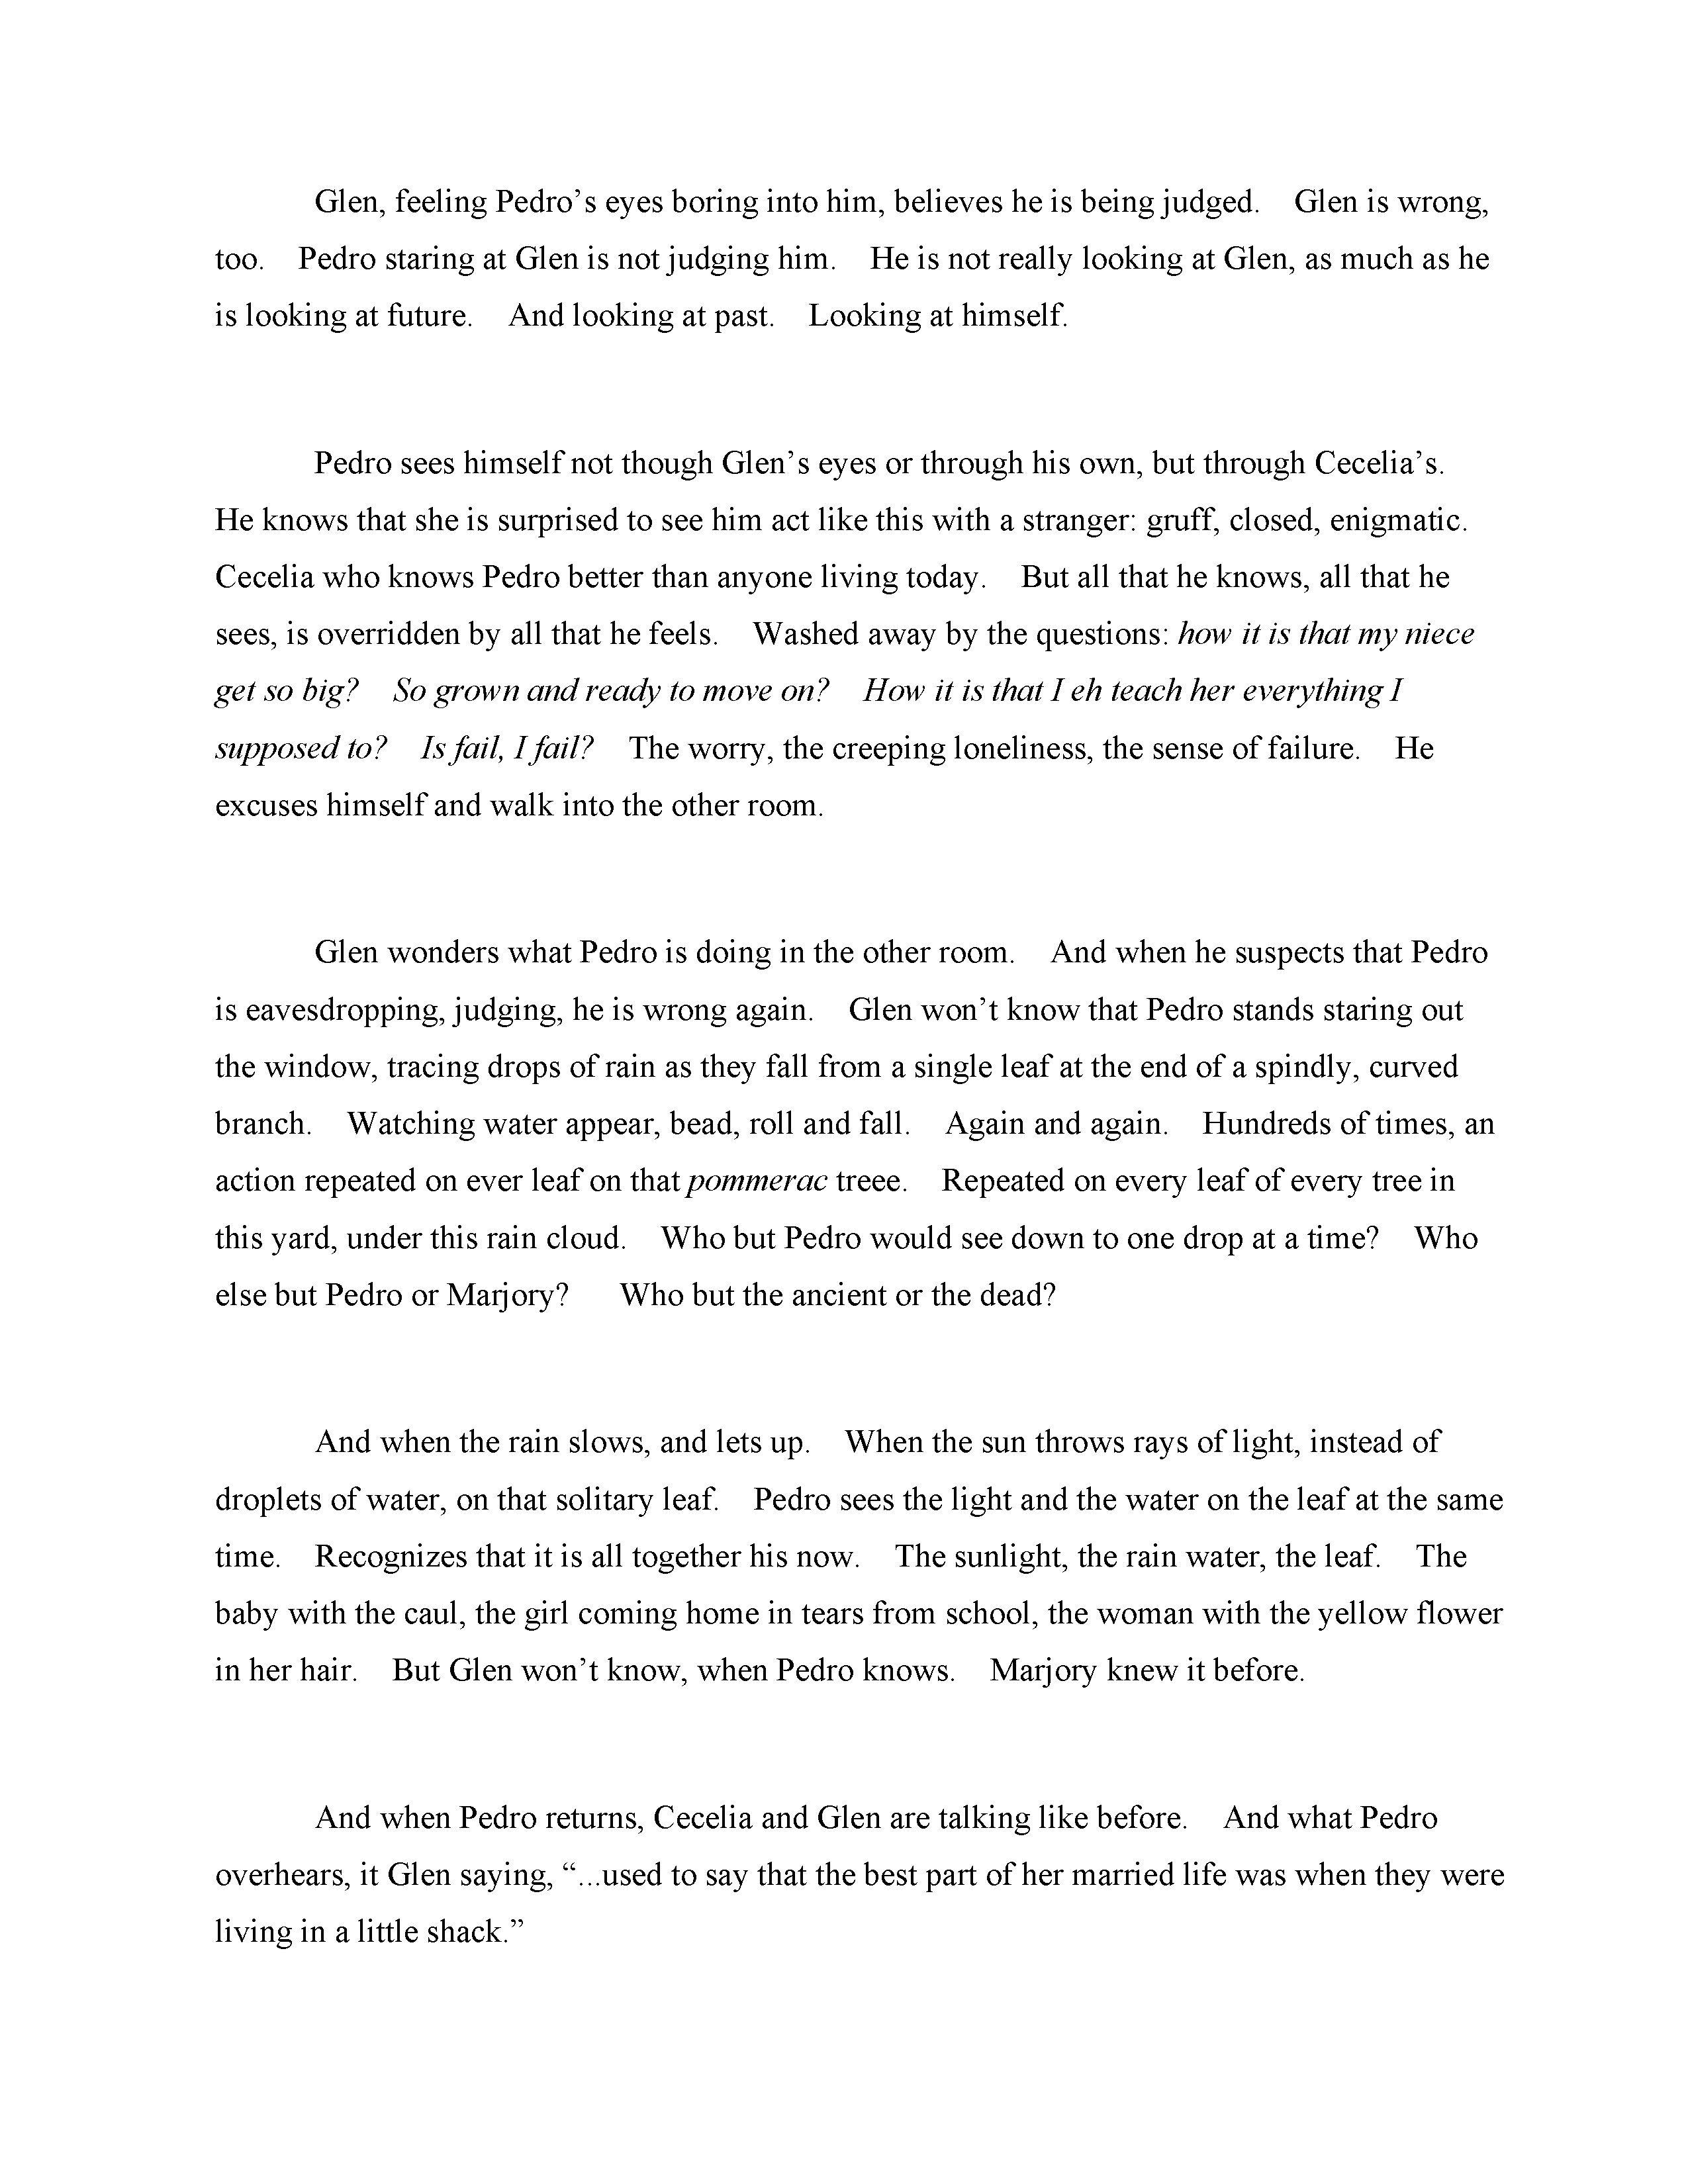 Glen, feeling Pedro’s eyes boring into him, believes he is being judged. Glen is wrong,
too. Pedro staring at Glen is not judging him. He is not really looking at Glen, as much as he
is looking at future. And looking at past. Looking at himself.
Pedro sees himself not though Glen’s eyes or through his own, but through Cecelia’s.
He knows that she is surprised to see him act like this with a stranger: gruff, closed, enigmatic.
Cecelia who knows Pedro better than anyone living today. But all that he knows, all that he
sees, is overridden by all that he feels. Washed away by the questions: how it is that my niece
get so big? So grown and ready to move on? How it is that I eh teach her everything I
supposed to? Is fail, I fail? The worry, the creeping loneliness, the sense of failure. He
excuses himself and walk into the other room.
Glen wonders what Pedro is doing in the other room. And when he suspects that Pedro
is eavesdropping, judging, he is wrong again. Glen won’t know that Pedro stands staring out
the window, tracing drops of rain as they fall from a single leaf at the end of a spindly, curved
branch. Watching water appear, bead, roll and fall. Again and again. Hundreds of times, an
action repeated on ever leaf on that pommerac treee. Repeated on every leaf of every tree in
this yard, under this rain cloud. Who but Pedro would see down to one drop at a time? Who
else but Pedro or Marjory? Who but the ancient or the dead?
And when the rain slows, and lets up. When the sun throws rays of light, instead of
droplets of water, on that solitary leaf. Pedro sees the light and the water on the leaf at the same
time. Recognizes that it is all together his now. The sunlight, the rain water, the leaf. The
baby with the caul, the girl coming home in tears from school, the woman with the yellow flower
in her hair. But Glen won’t know, when Pedro knows. Marjory knew it before.
And when Pedro returns, Cecelia and Glen are talking like before. And what Pedro
overhears, it Glen saying, “...used to say that the best part of her married life was when they were
living in a little shack.”